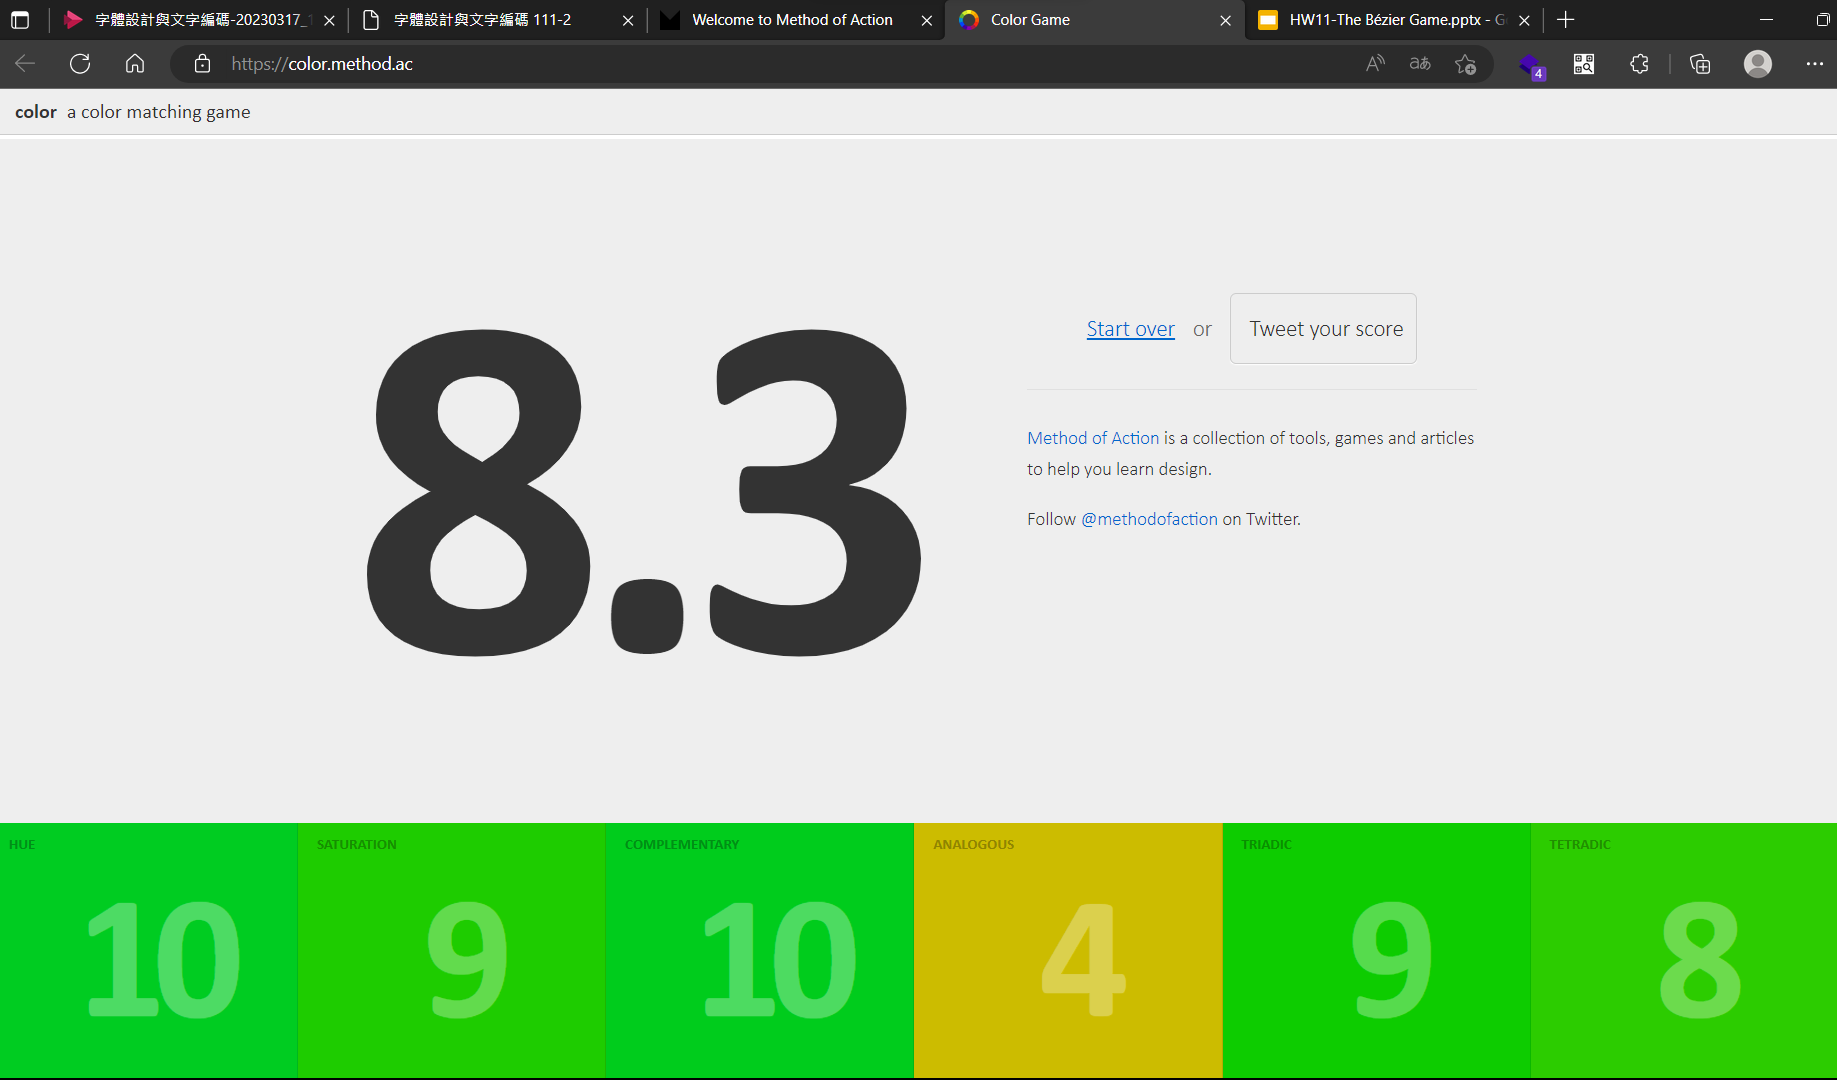 字體設計與文字編碼-20230317_
字體設計與文字編碼 111-2
Welcome to Method of Action
Color Game
HW11-The Bézier Game.pptx - G
https://color.method.ac
4
color a color matching game
8.3
Start over or Tweet your score
Method of Action is a collection of tools, games and articles
to help you learn design.
Follow @methodofaction on Twitter.
HUE
10
SATURATION
9
COMPLEMENTARY
10
ANALOGOUS
4
TRIADIC
9
TETRADIC
8